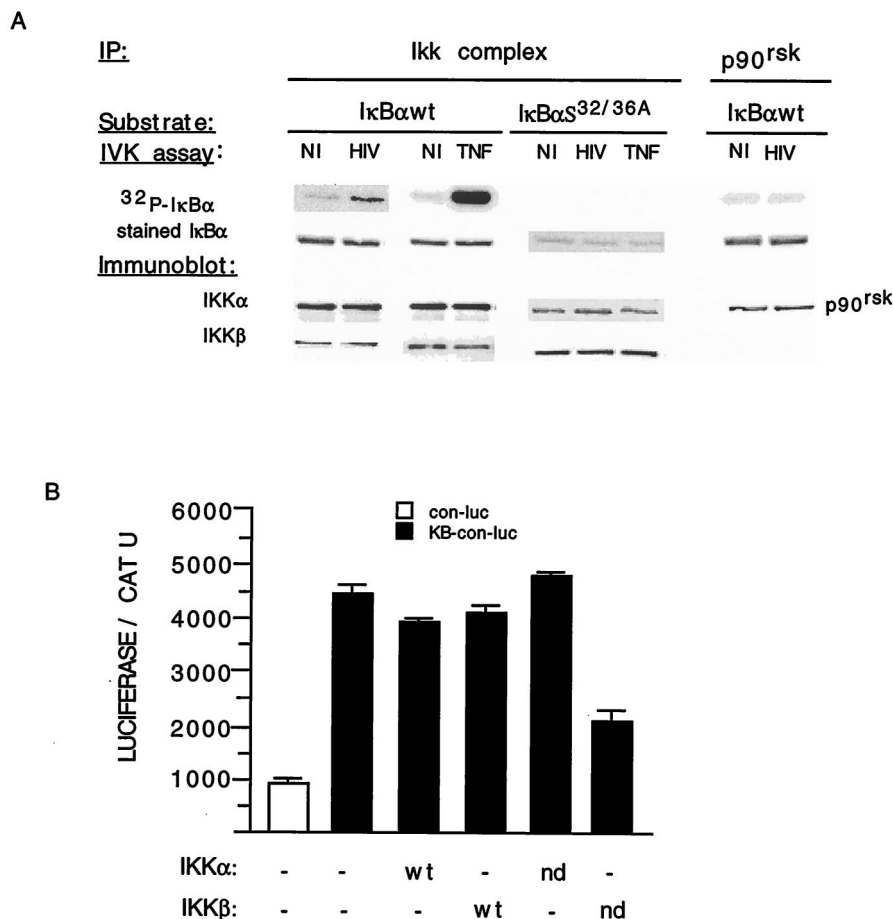 A
IP: Ikk complex p90rsk
Substrate: IκBαwt IκBαS32/36A IκBαwt
IVK assay: NI HIV NI TNF NI HIV TNF NI HIV
32P-IκBα
stained IκBα
Immunoblot:
IKKα p90rsk
IKKβ
B
con-luc
KB-con-luc
LUCIFERASE / CAT U
6000
5000
4000
3000
2000
1000
IKKα: - - wt - nd -
IKKβ: - - - wt - nd